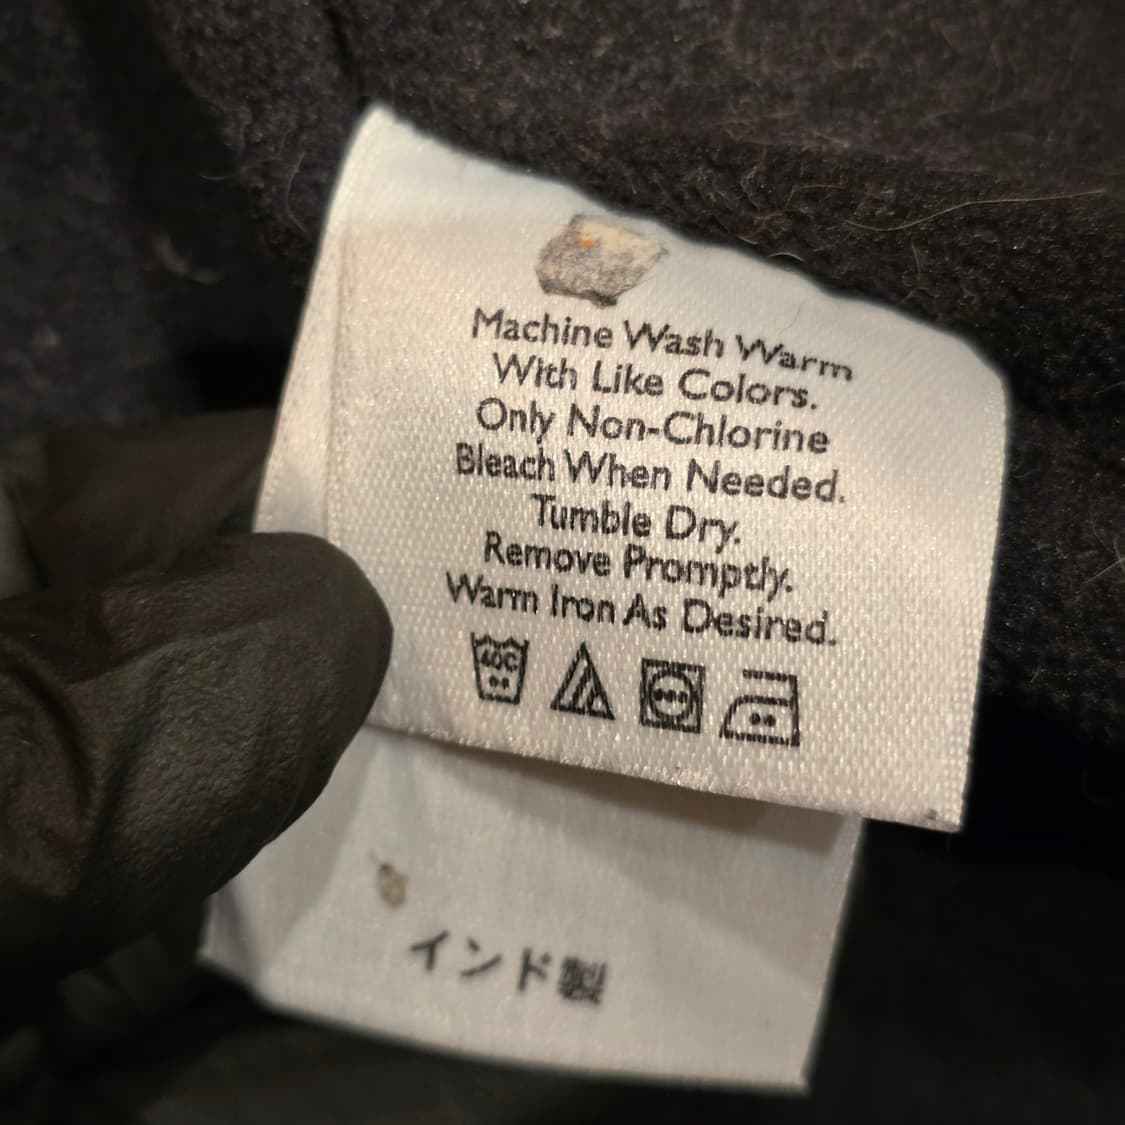 Machine Wash Warm
With Like Colors.
Only Non-Chlorine
Bleach When Needed.
Tumble Dry.
Remove Promptly.
Warm Iron As Desired.
40C
インド製